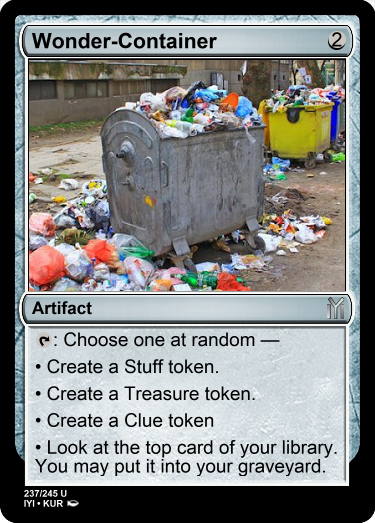 Wonder-Container 2
Artifact
: Choose one at random —
• Create a Stuff token.
• Create a Treasure token.
• Create a Clue token
• Look at the top card of your library.
You may put it into your graveyard.
237/245 U
IYI • KUR